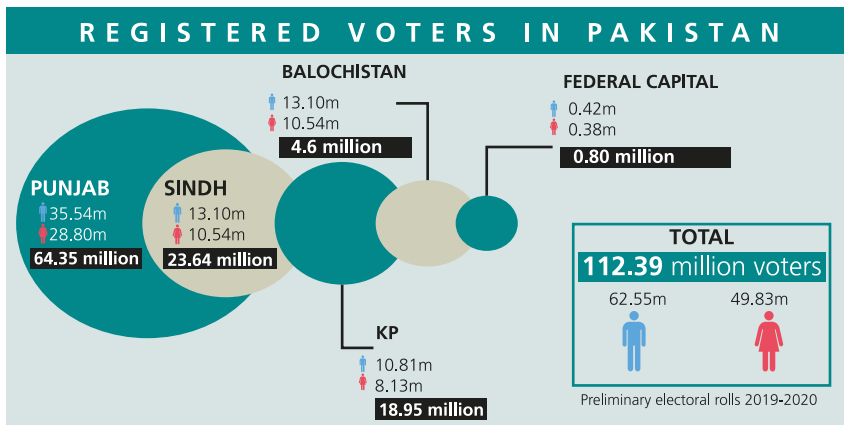 REGISTERED VOTERS IN PAKISTAN
PUNJAB
35.54m
28.80m
64.35 million
SINDH
13.10m
10.54m
23.64 million
BALOCHISTAN
13.10m
10.54m
4.6 million
KP
10.81m
8.13m
18.95 million
FEDERAL CAPITAL
0.42m
0.38m
0.80 million
TOTAL
112.39 million voters
62.55m 49.83m
Preliminary electoral rolls 2019-2020